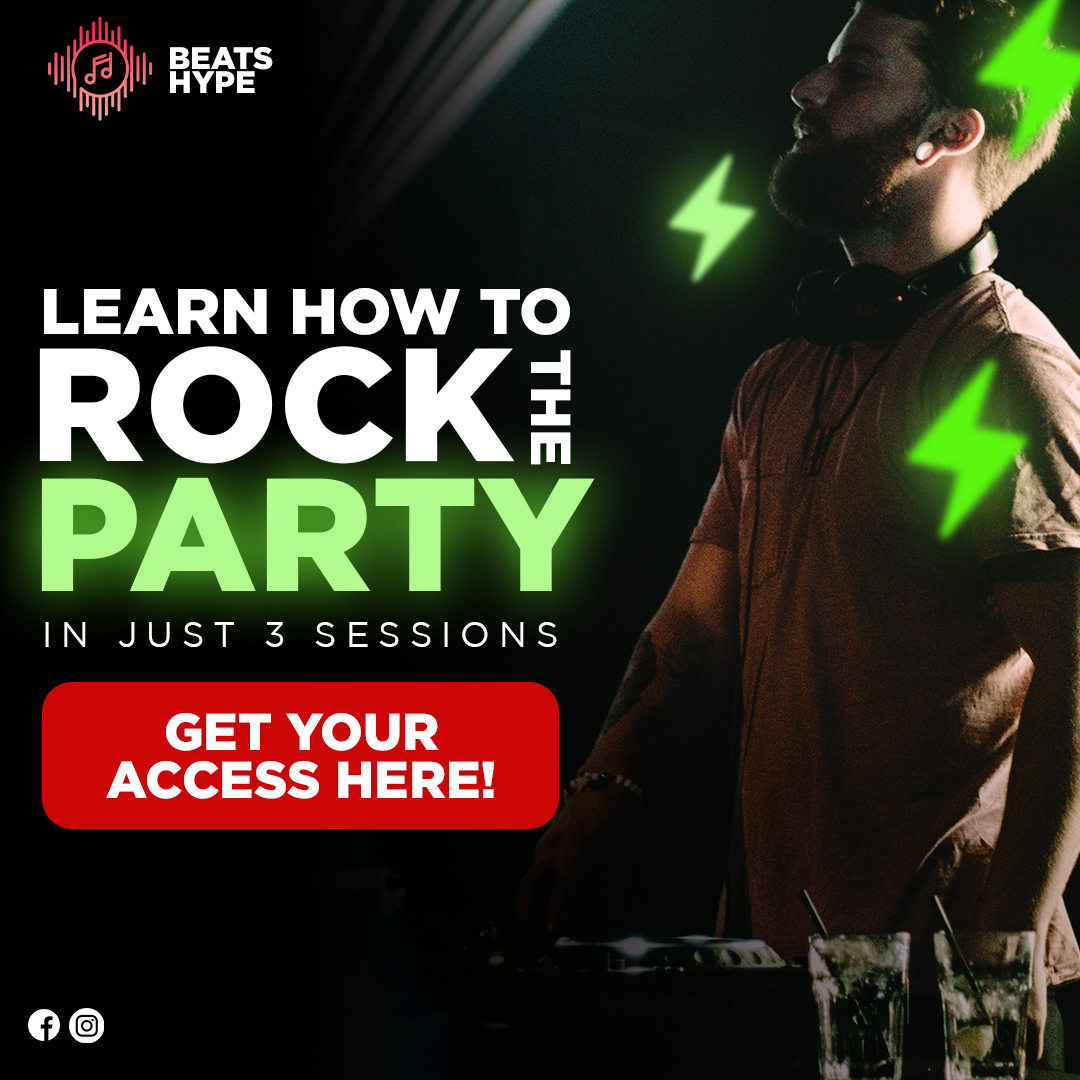 BEATS
HYPE
LEARN HOW TO
ROCK THE
PARTY
IN JUST 3 SESSIONS
GET YOUR
ACCESS HERE!